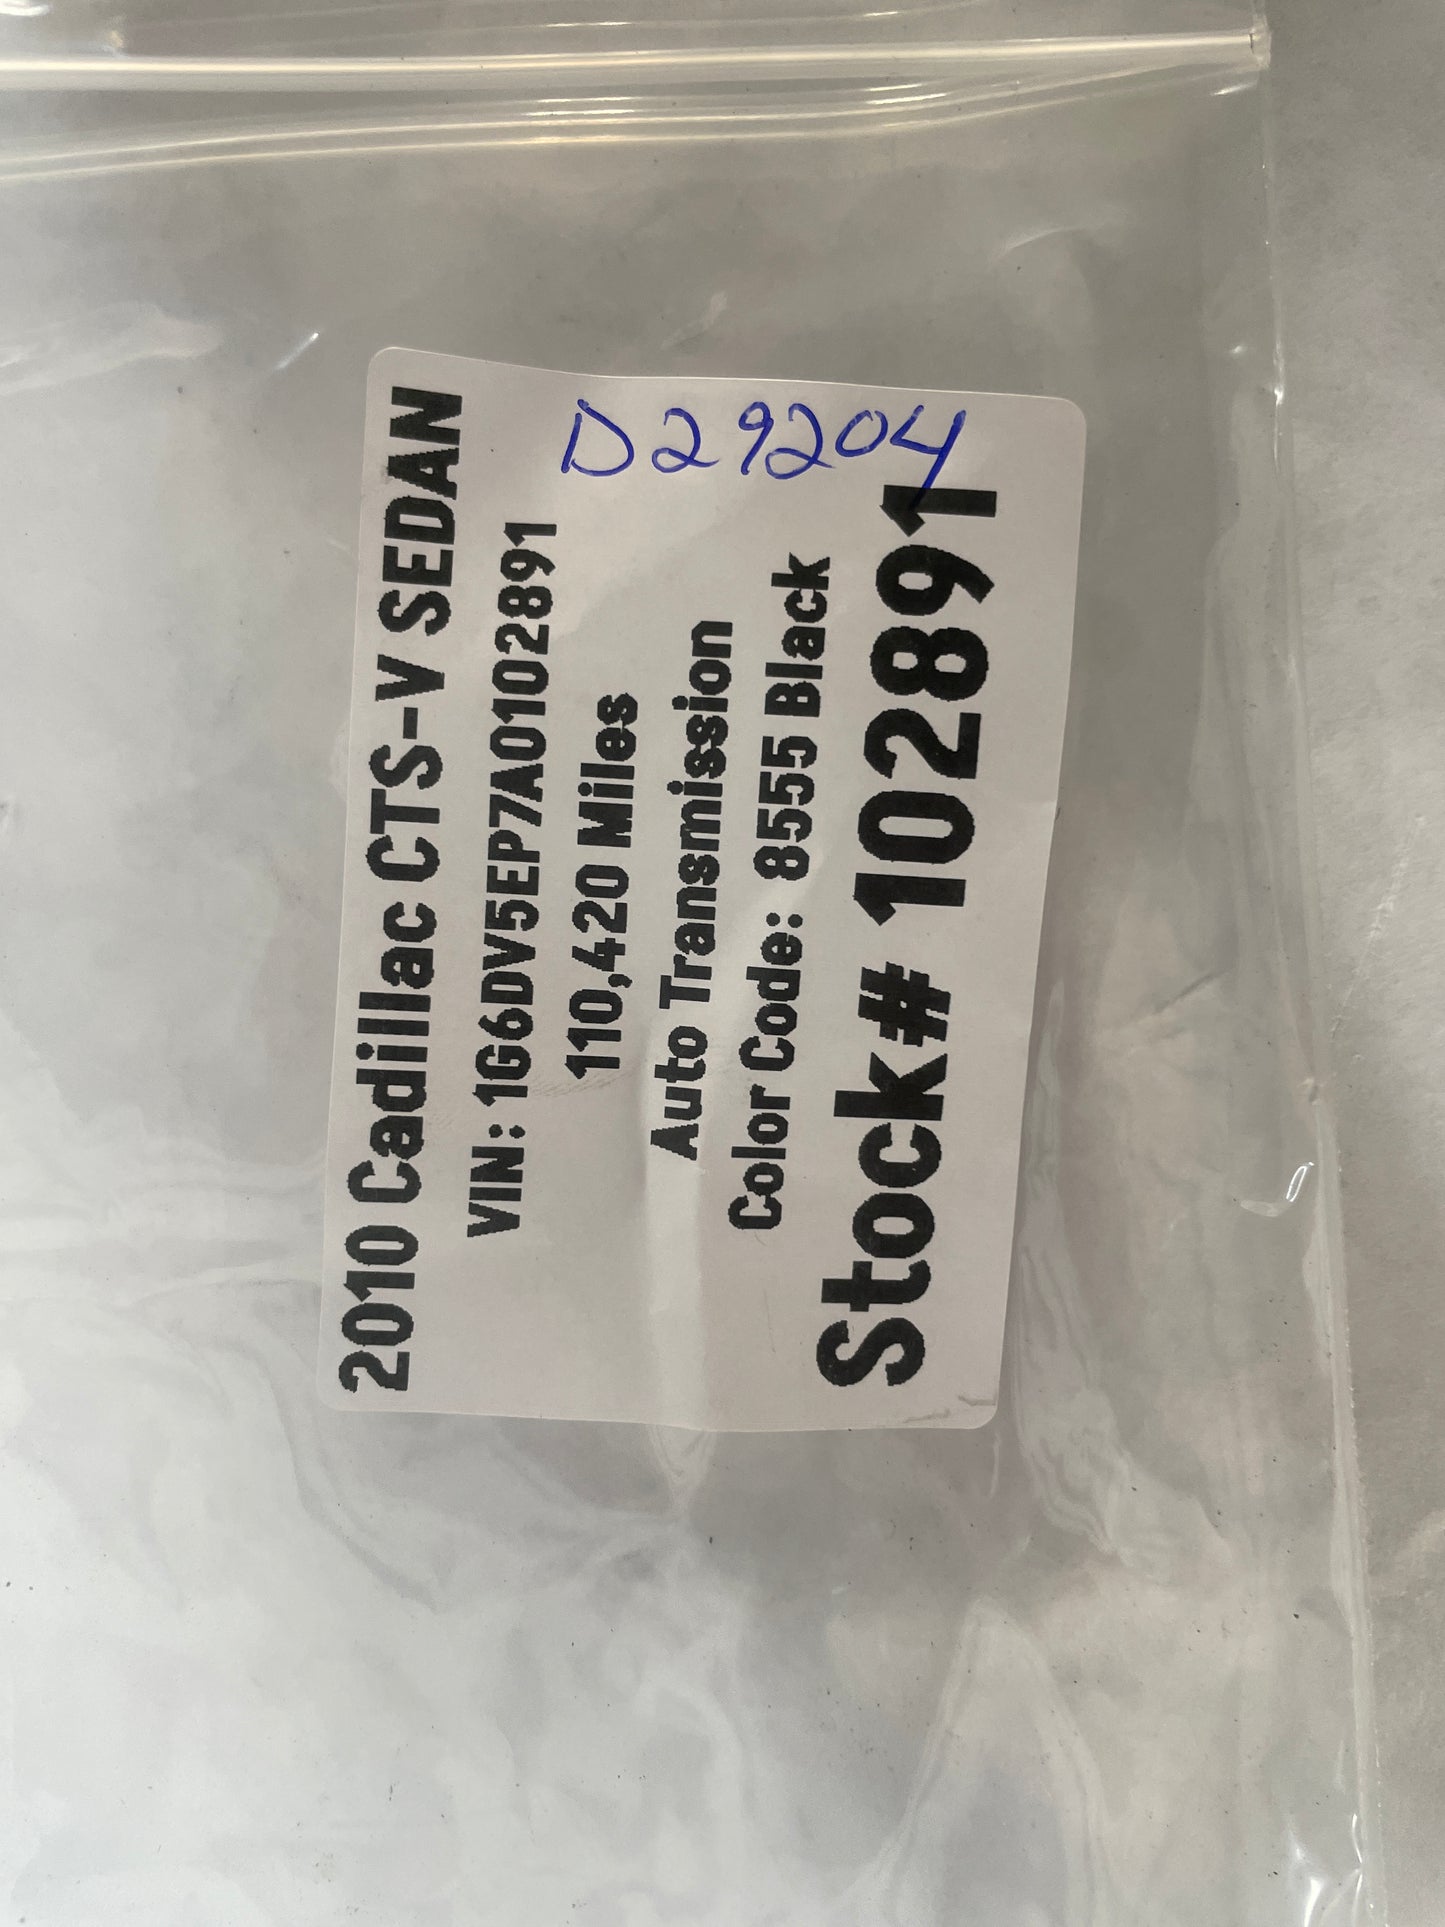 2010 Cadillac CTS-V SEDAN
VIN: 1G6DV5EP7A0102891
110,420 Miles
Auto Transmission
Color Code: 8555 Black
Stock# 102891
D29204